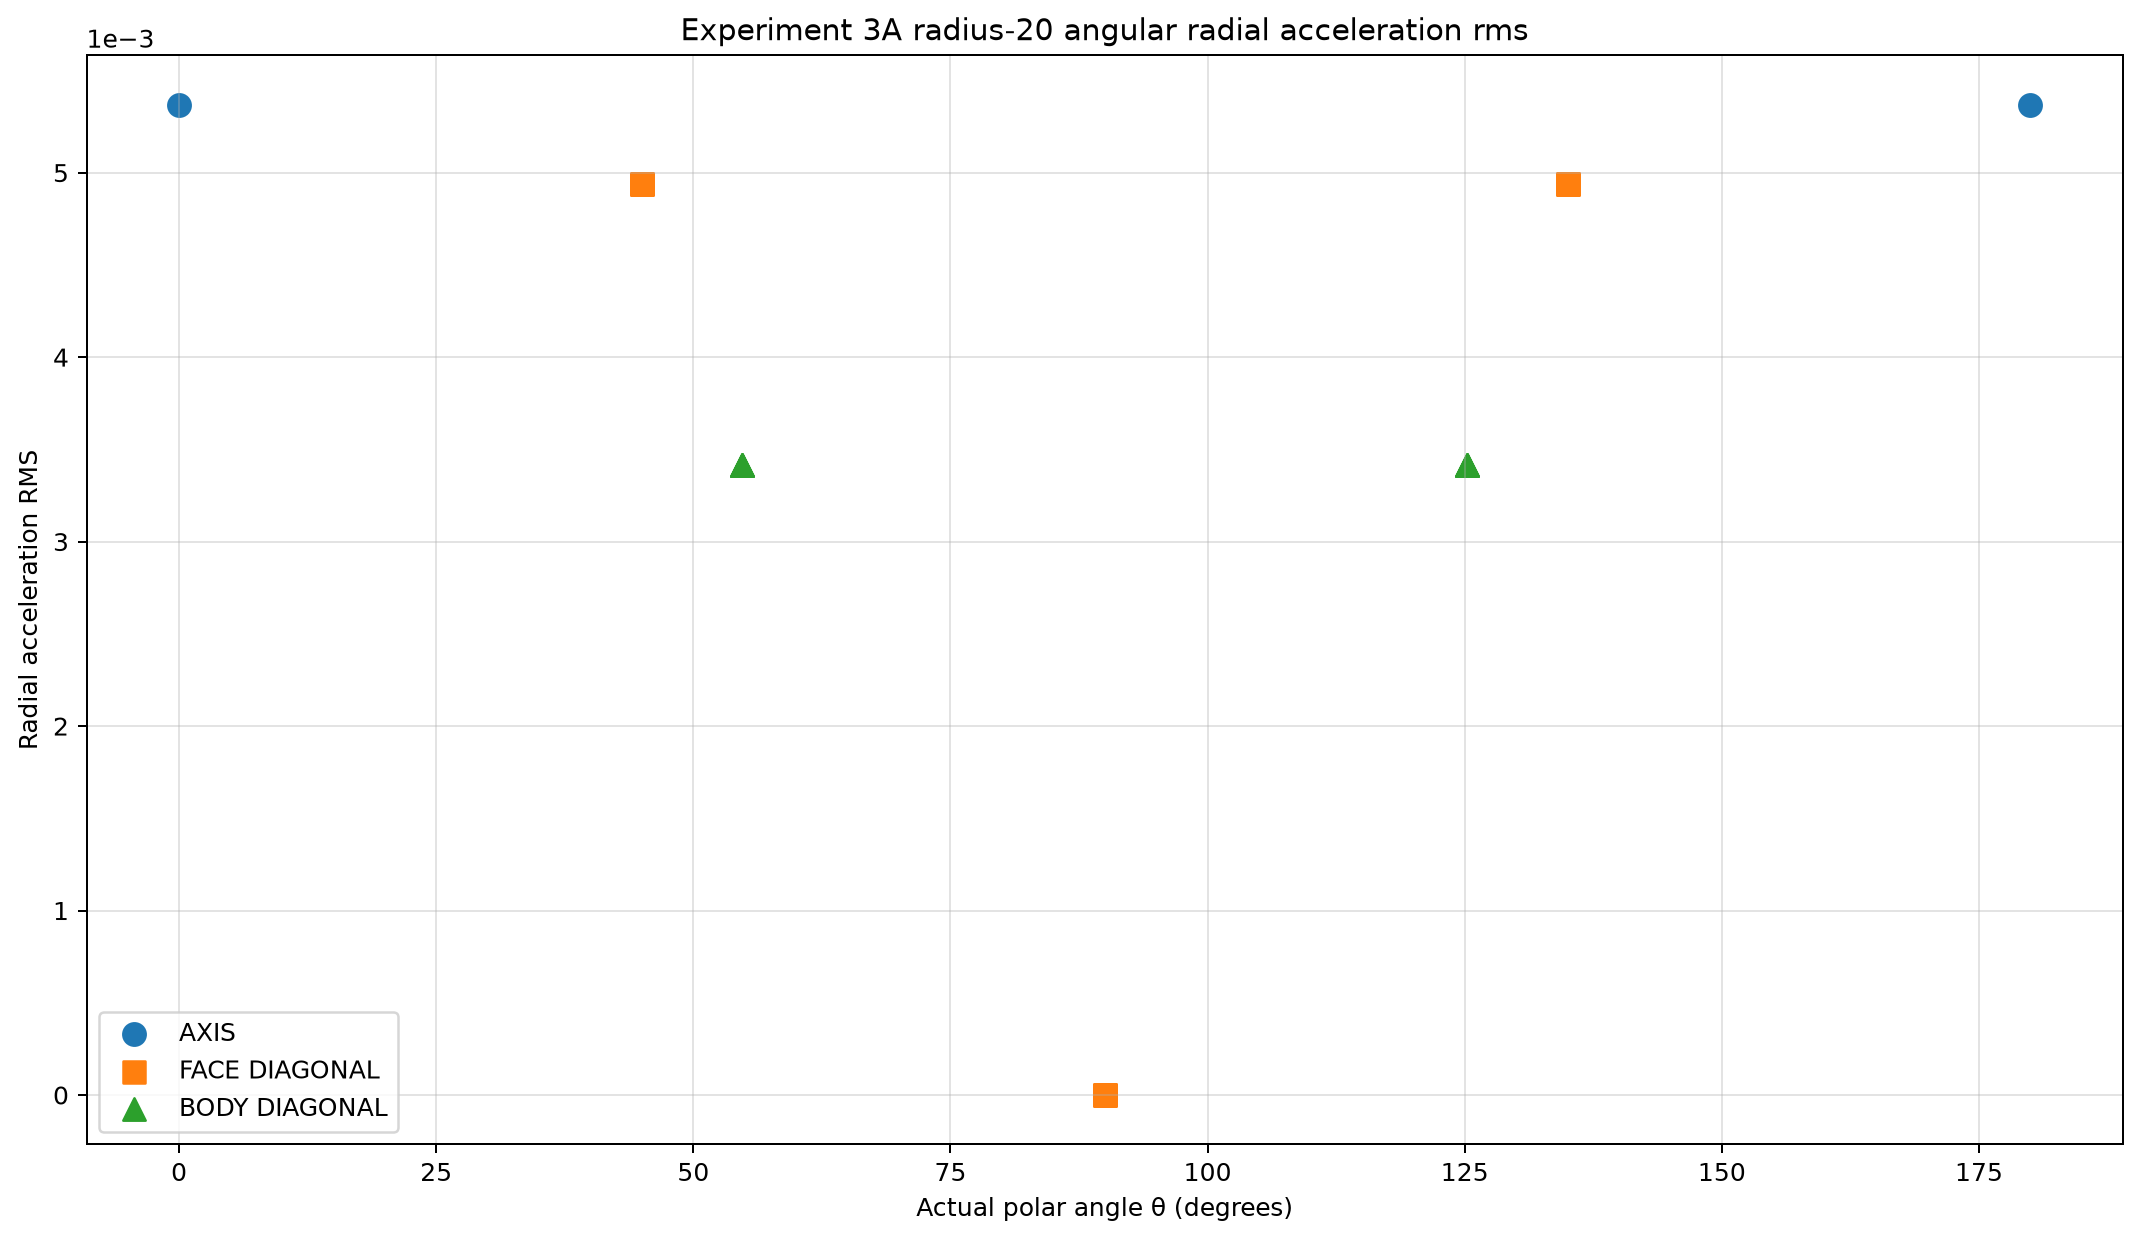 Experiment 3A radius-20 angular radial acceleration rms
1e−3
5
4
3
2
1
0
Radial acceleration RMS
AXIS
FACE DIAGONAL
BODY DIAGONAL
0 25 50 75 100 125 150 175
Actual polar angle θ (degrees)